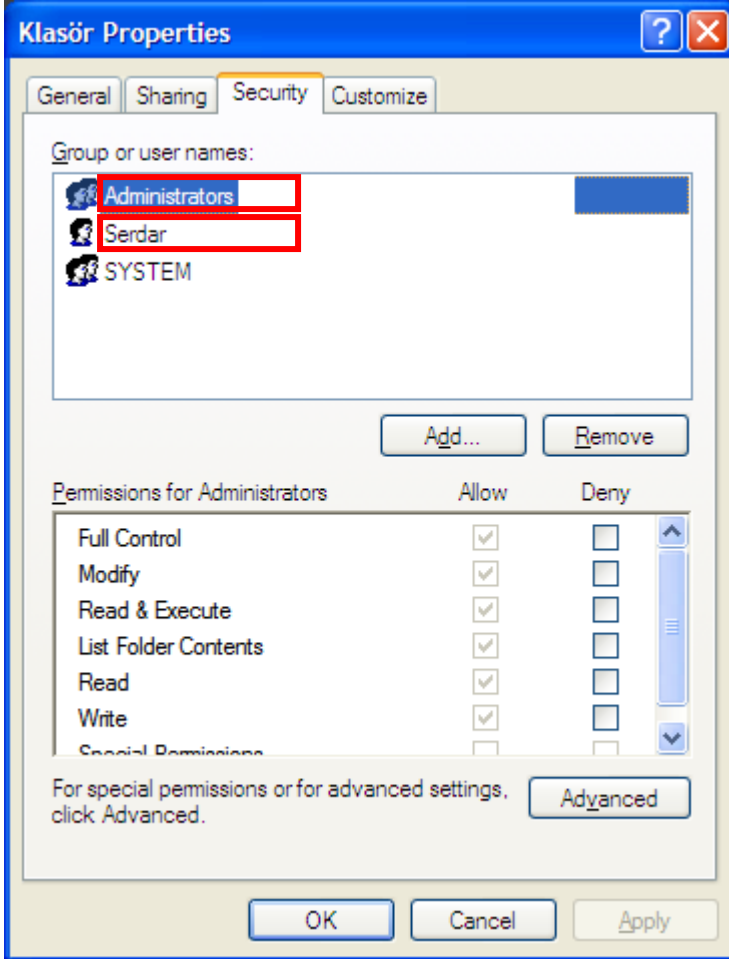 Klasör Properties
General Sharing Security Customize
Group or user names:
Administrators
Serdar
SYSTEM
Add... Remove
Permissions for Administrators Allow Deny
Full Control
Modify
Read & Execute
List Folder Contents
Read
Write
Special Permissions
For special permissions or for advanced settings,
click Advanced.
Advanced
OK Cancel Apply